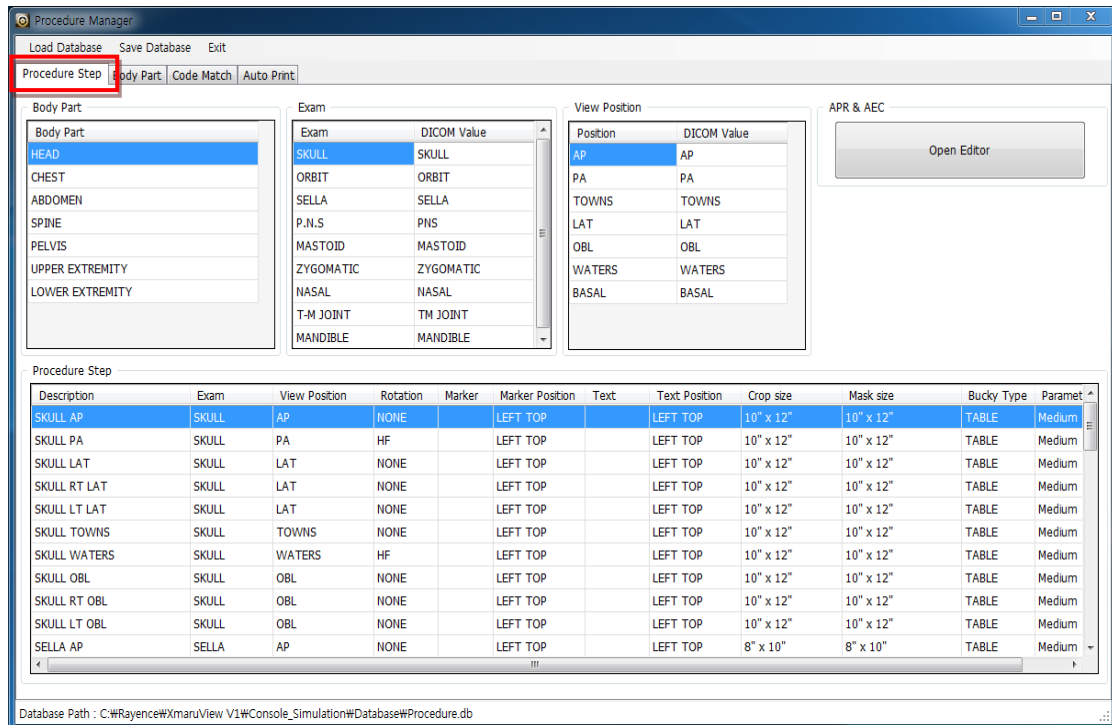 Procedure Manager
Load Database Save Database Exit
Procedure Step Body Part Code Match Auto Print
Body Part Exam View Position APR & AEC
Body Part Exam DICOM Value Position DICOM Value
Open Editor
HEAD SKULL SKULL AP AP
CHEST ORBIT ORBIT PA PA
ABDOMEN SELLA SELLA TOWNS TOWNS
SPINE P.N.S PNS LAT LAT
PELVIS MASTOID MASTOID OBL OBL
UPPER EXTREMITY ZYGOMATIC ZYGOMATIC WATERS WATERS
LOWER EXTREMITY NASAL NASAL BASAL BASAL
T-M JOINT TM JOINT
MANDIBLE MANDIBLE
Procedure Step
Description Exam View Position Rotation Marker Marker Position Text Text Position Crop size Mask size Bucky Type Paramet
SKULL AP SKULL AP NONE LEFT TOP LEFT TOP 10" x 12" 10" x 12" TABLE Medium
SKULL PA SKULL PA HF LEFT TOP LEFT TOP 10" x 12" 10" x 12" TABLE Medium
SKULL LAT SKULL LAT NONE LEFT TOP LEFT TOP 10" x 12" 10" x 12" TABLE Medium
SKULL RT LAT SKULL LAT NONE LEFT TOP LEFT TOP 10" x 12" 10" x 12" TABLE Medium
SKULL LT LAT SKULL LAT NONE LEFT TOP LEFT TOP 10" x 12" 10" x 12" TABLE Medium
SKULL TOWNS SKULL TOWNS NONE LEFT TOP LEFT TOP 10" x 12" 10" x 12" TABLE Medium
SKULL WATERS SKULL WATERS HF LEFT TOP LEFT TOP 10" x 12" 10" x 12" TABLE Medium
SKULL OBL SKULL OBL NONE LEFT TOP LEFT TOP 10" x 12" 10" x 12" TABLE Medium
SKULL RT OBL SKULL OBL NONE LEFT TOP LEFT TOP 10" x 12" 10" x 12" TABLE Medium
SKULL LT OBL SKULL OBL NONE LEFT TOP LEFT TOP 10" x 12" 10" x 12" TABLE Medium
SELLA AP SELLA AP NONE LEFT TOP LEFT TOP 8" x 10" 8" x 10" TABLE Medium
Database Path : C:₩Rayence₩XmaruView V1₩Console_Simulation₩Database₩Procedure.db